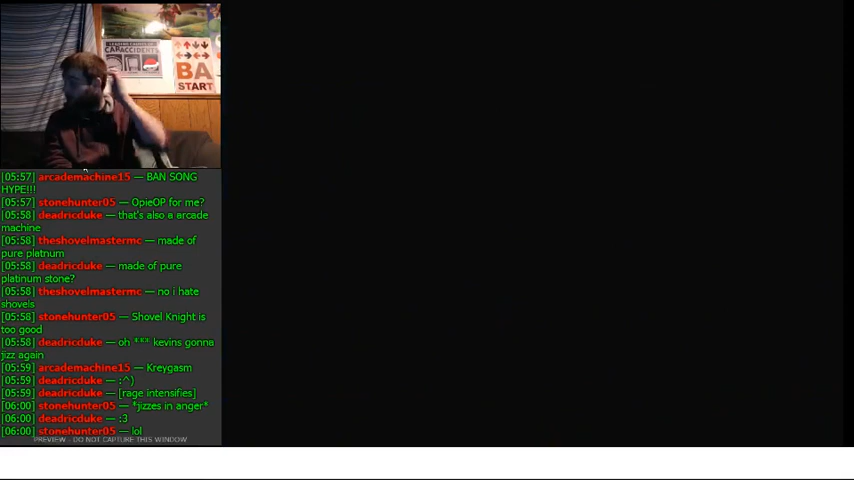 CAR ACCIDENTS
BA
START
[05:57] arcademachine15 — BAN SONG
HYPE!!!
[05:57] stonehunter05 — OpieOP for me?
[05:58] deadricduke — that's also a arcade
machine
[05:58] theshovelmastermc — made of
pure platnum
[05:58] deadricduke — made of pure
platinum stone?
[05:58] theshovelmastermc — no i hate
shovels
[05:58] stonehunter05 — Shovel Knight is
too good
[05:58] deadricduke — oh *** kevins gonna
jizz again
[05:59] arcademachine15 — Kreygasm
[05:59] deadricduke — :^)
[05:59] deadricduke — [rage intensifies]
[06:00] stonehunter05 — *jizzes in anger*
[06:00] deadricduke — :3
[06:00] stonehunter05 — lol
PREVIEW - DO NOT CAPTURE THIS WINDOW